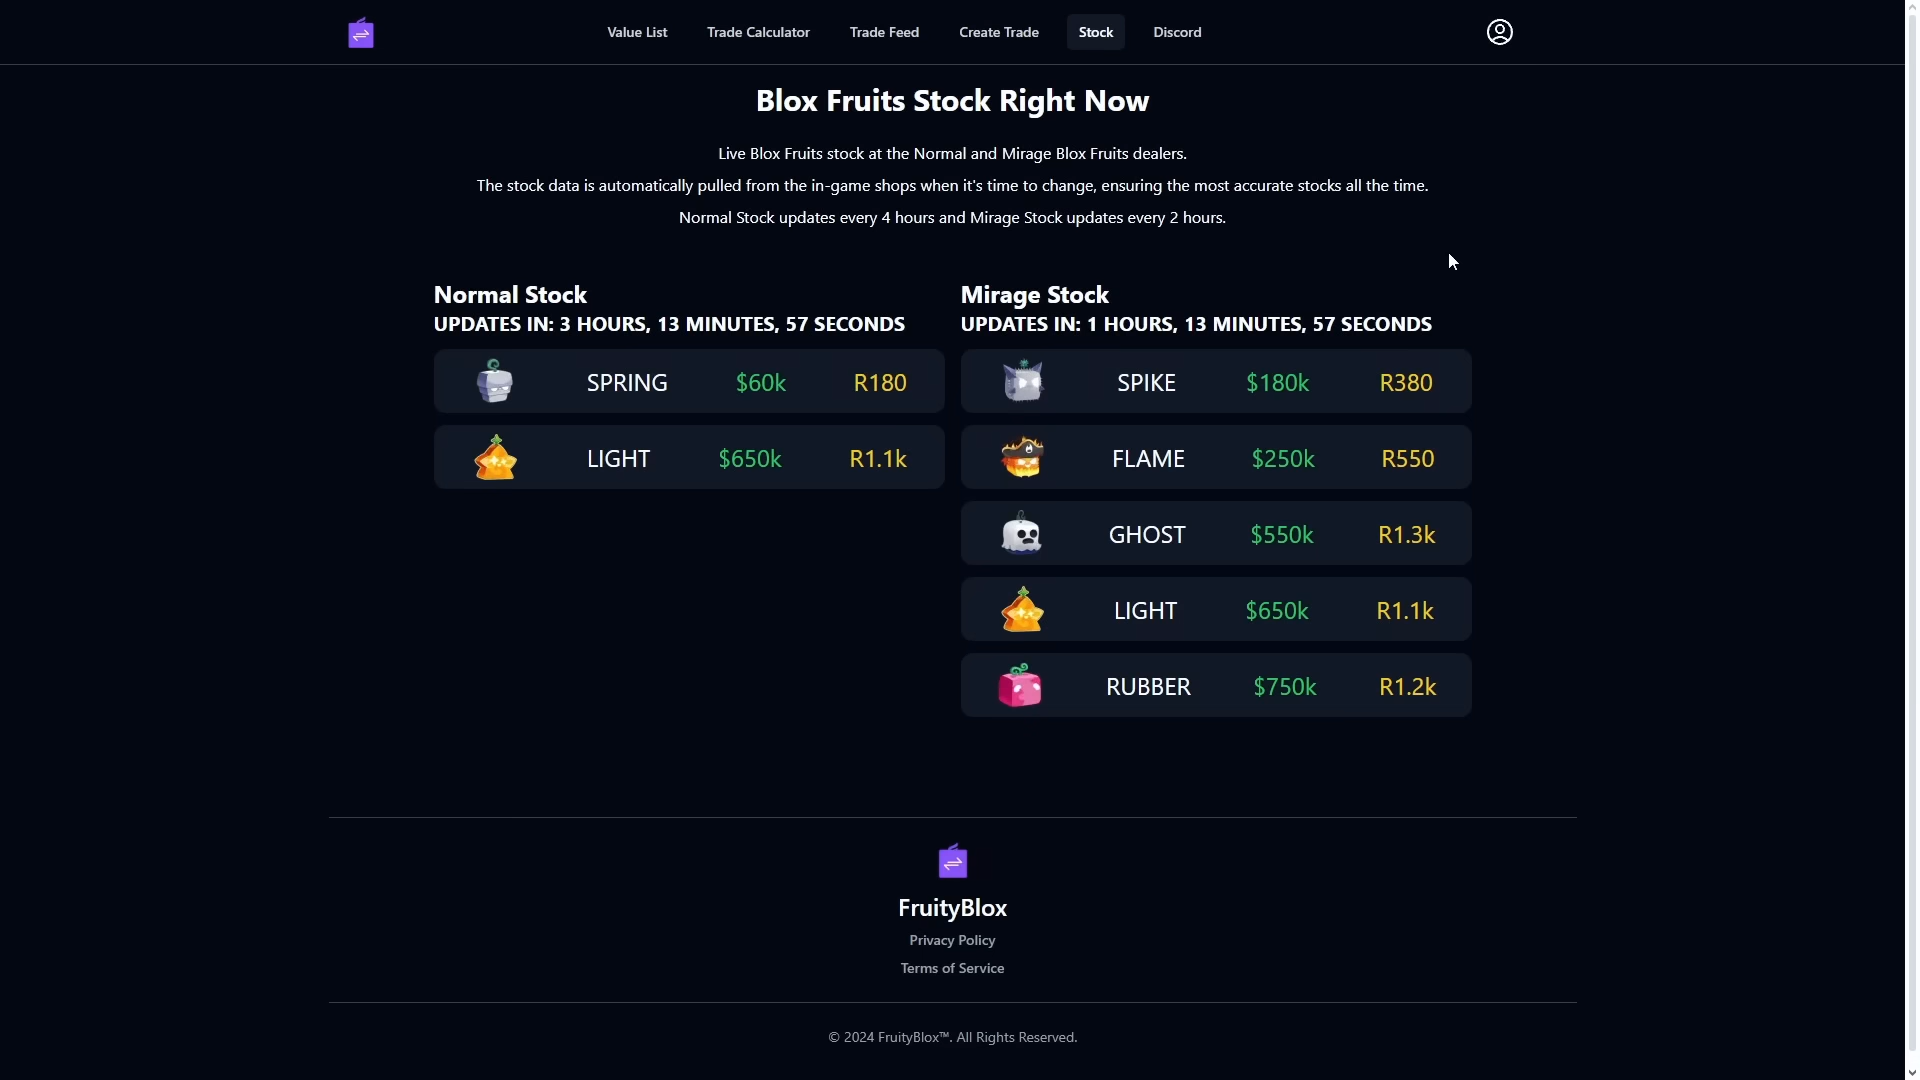 Value List
Trade Calculator
Trade Feed
Create Trade
Stock
Discord
Blox Fruits Stock Right Now
Live Blox Fruits stock at the Normal and Mirage Blox Fruits dealers.
The stock data is automatically pulled from the in-game shops when it's time to change, ensuring the most accurate stocks all the time.
Normal Stock updates every 4 hours and Mirage Stock updates every 2 hours.
Normal Stock
UPDATES IN: 3 HOURS, 13 MINUTES, 57 SECONDS
SPRING $60k R180
LIGHT $650k R1.1k
Mirage Stock
UPDATES IN: 1 HOURS, 13 MINUTES, 57 SECONDS
SPIKE $180k R380
FLAME $250k R550
GHOST $550k R1.3k
LIGHT $650k R1.1k
RUBBER $750k R1.2k
FruityBlox
Privacy Policy
Terms of Service
© 2024 FruityBlox™. All Rights Reserved.